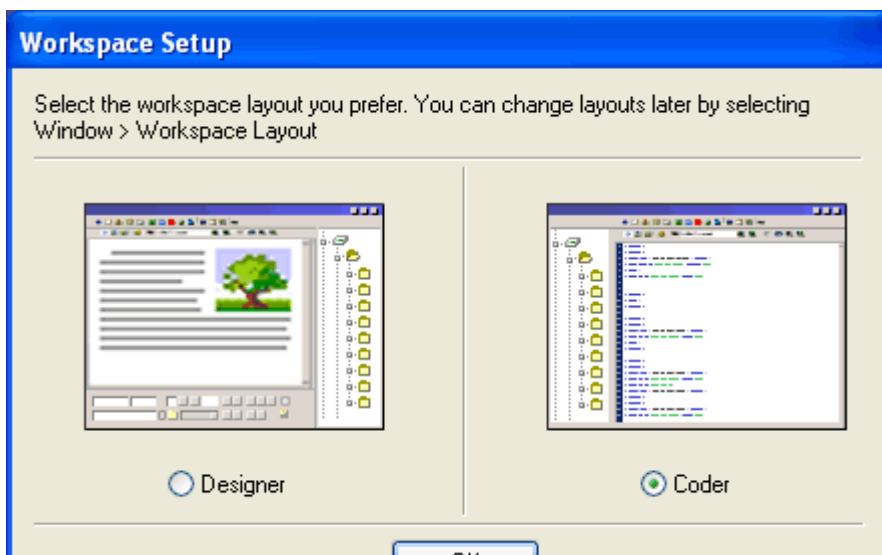 Workspace Setup
Select the workspace layout you prefer. You can change layouts later by selecting
Window > Workspace Layout
Designer
Coder